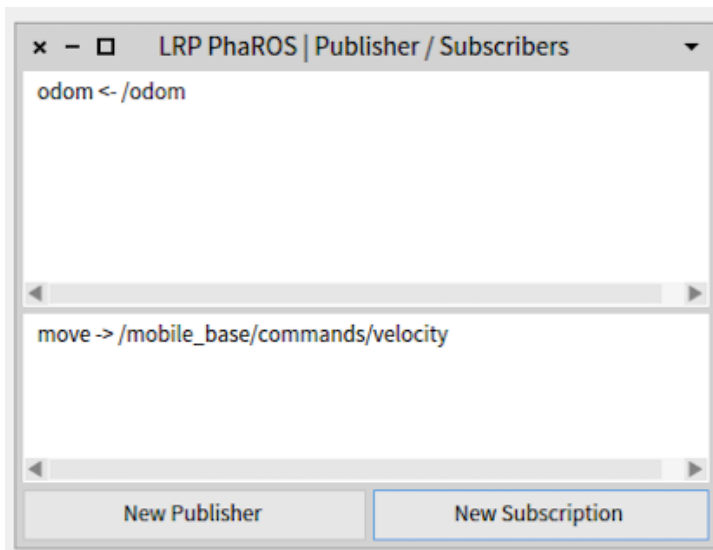 LRP PhaROS | Publisher / Subscribers
odom <- /odom
move -> /mobile_base/commands/velocity
New Publisher
New Subscription